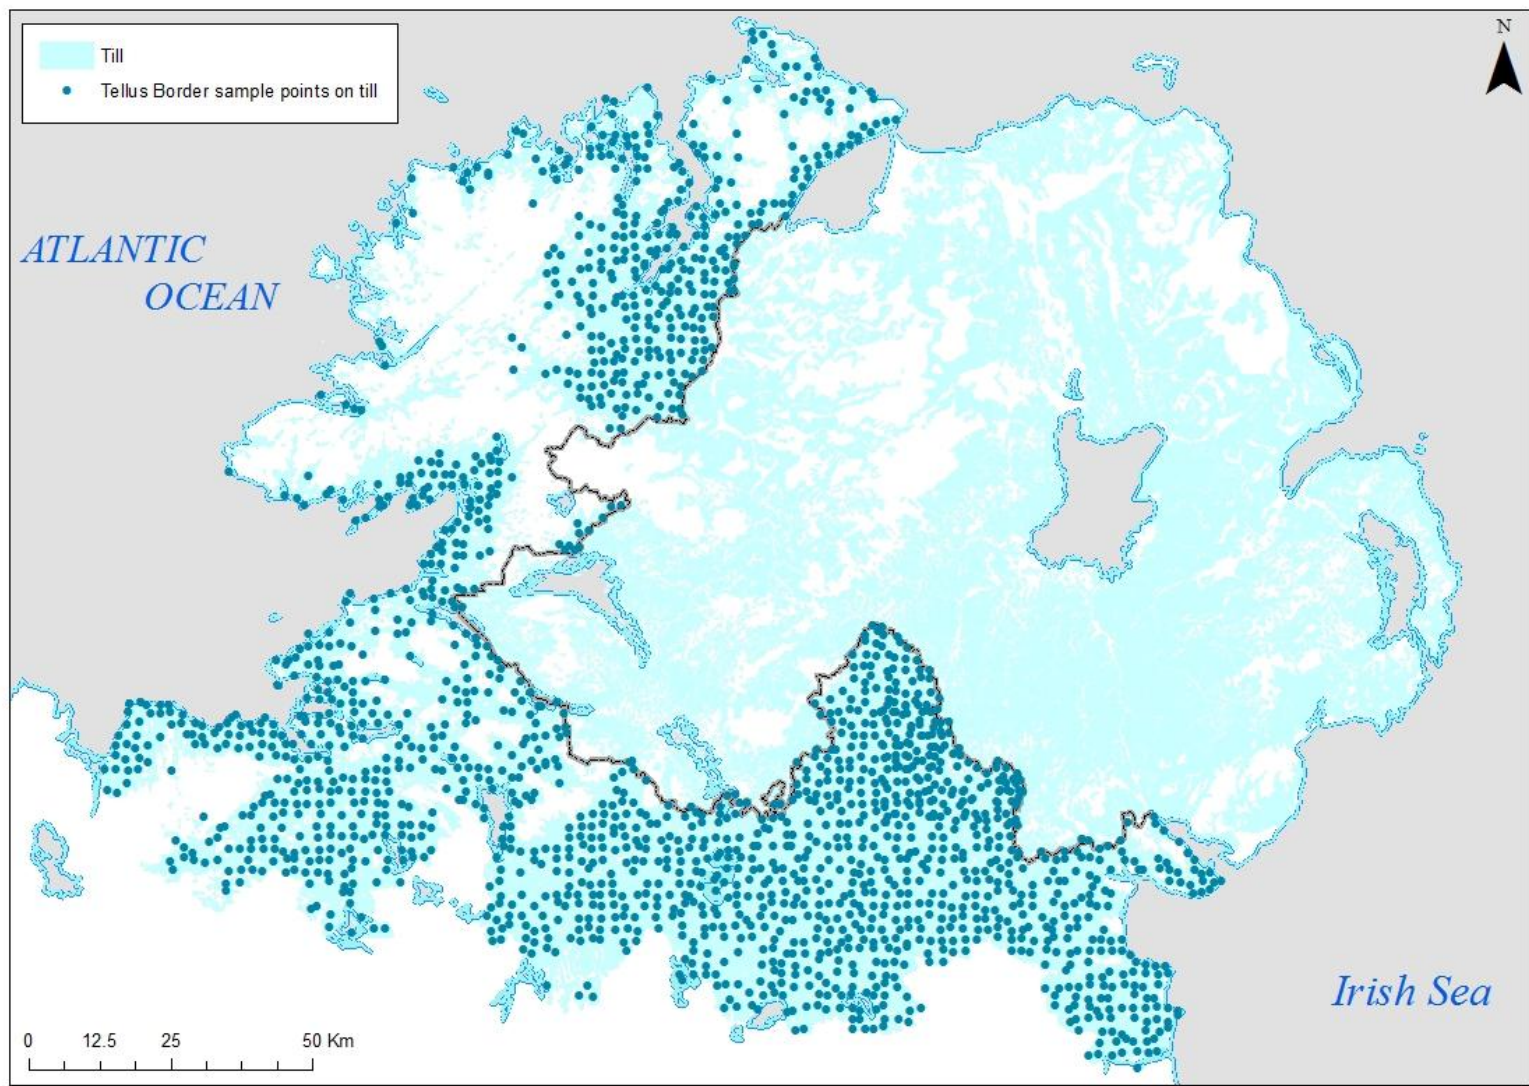 Till
Tellus Border sample points on till
N
ATLANTIC
OCEAN
Irish Sea
0 12.5 25 50 Km